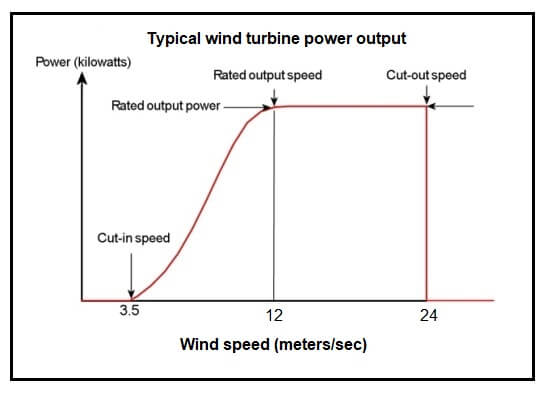 Typical wind turbine power output
Power (kilowatts)
Rated output speed
Cut-out speed
Rated output power
Cut-in speed
3.5
12
24
Wind speed (meters/sec)